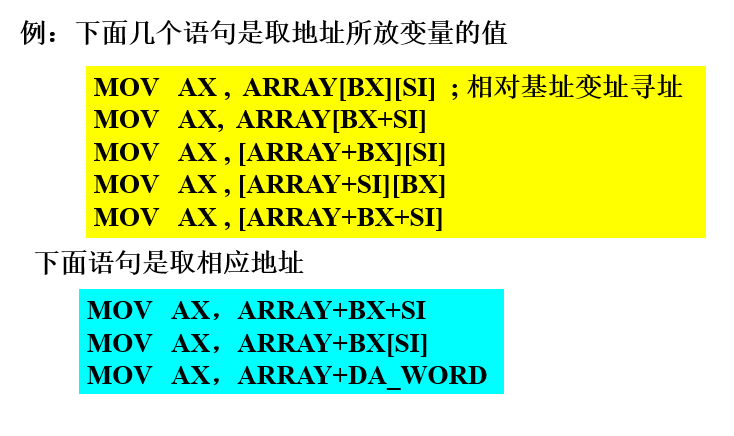 例：下面几个语句是取地址所放变量的值
MOV AX , ARRAY[BX][SI] ; 相对基址变址寻址
MOV AX, ARRAY[BX+SI]
MOV AX , [ARRAY+BX][SI]
MOV AX , [ARRAY+SI][BX]
MOV AX , [ARRAY+BX+SI]
下面语句是取相应地址
MOV AX，ARRAY+BX+SI
MOV AX，ARRAY+BX[SI]
MOV AX，ARRAY+DA_WORD